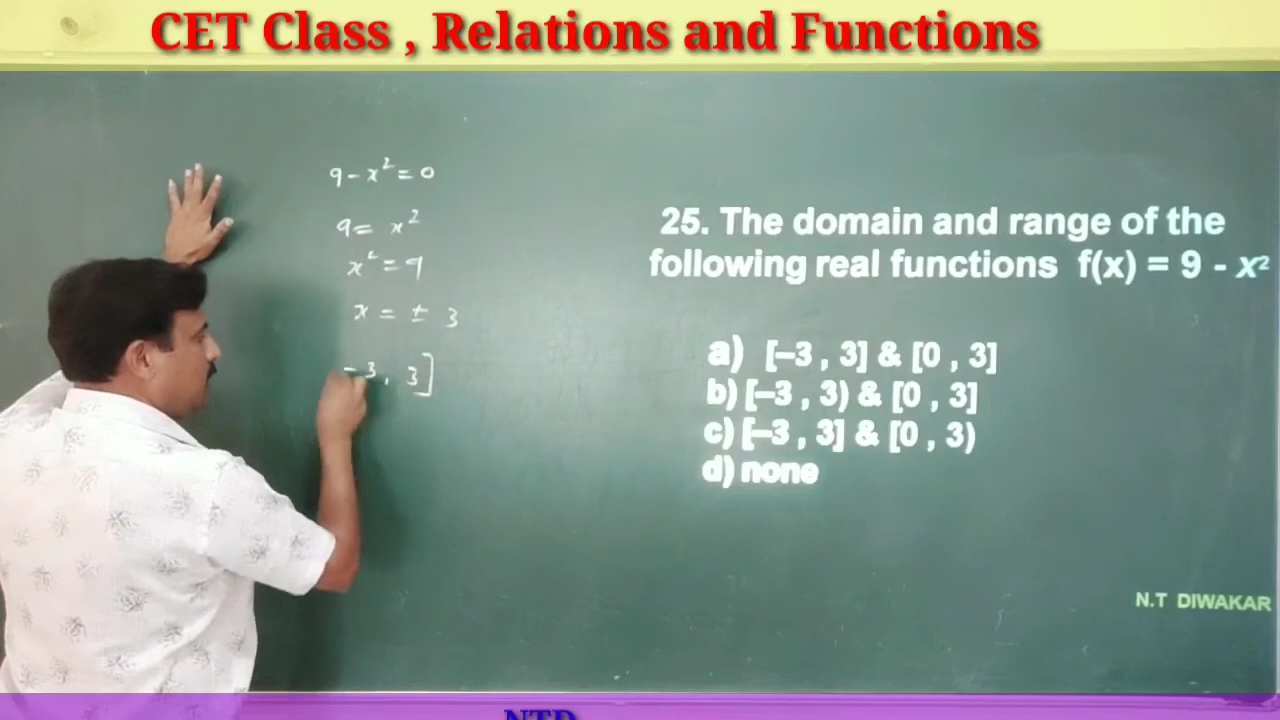 CET Class , Relations and Functions
9 - x² = 0
9 = x²
x² = 9
x = ± 3
-3, 3]
25. The domain and range of the
following real functions f(x) = 9 - x²
a) [–3 , 3] & [0 , 3]
b) [–3 , 3) & [0 , 3]
c) [–3 , 3] & [0 , 3)
d) none
N.T DIWAKAR
NTD